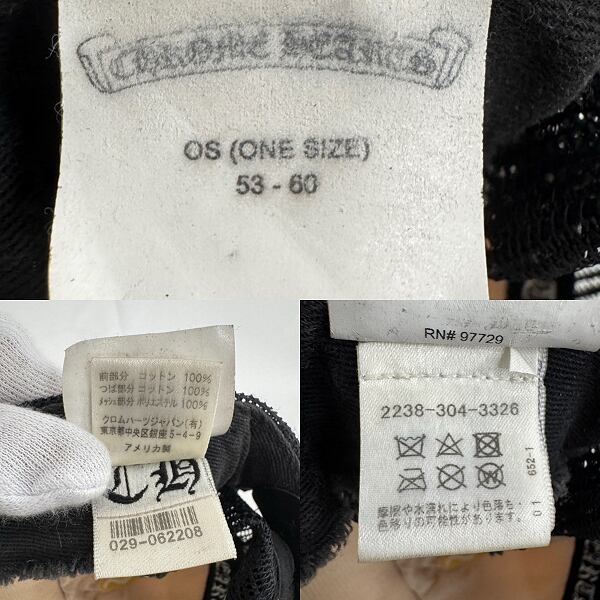 CHROME HEARTS
OS (ONE SIZE)
53 - 60
前部分 コットン 100%
つば部分 コットン 100%
メッシュ部分 ポリエステル 100%
クロムハーツジャパン(有)
東京都中央区銀座5-4-9
アメリカ製
CH
029-062208
RN# 97729
2238-304-3326
652-1
01
摩擦や水濡れにより色落ち・
色移りの可能性があります。